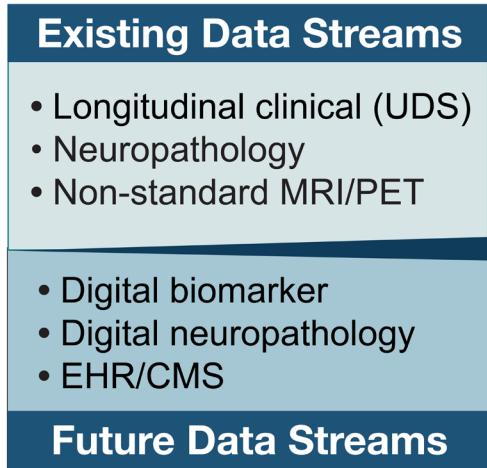 Existing Data Streams
• Longitudinal clinical (UDS)
• Neuropathology
• Non-standard MRI/PET
• Digital biomarker
• Digital neuropathology
• EHR/CMS
Future Data Streams